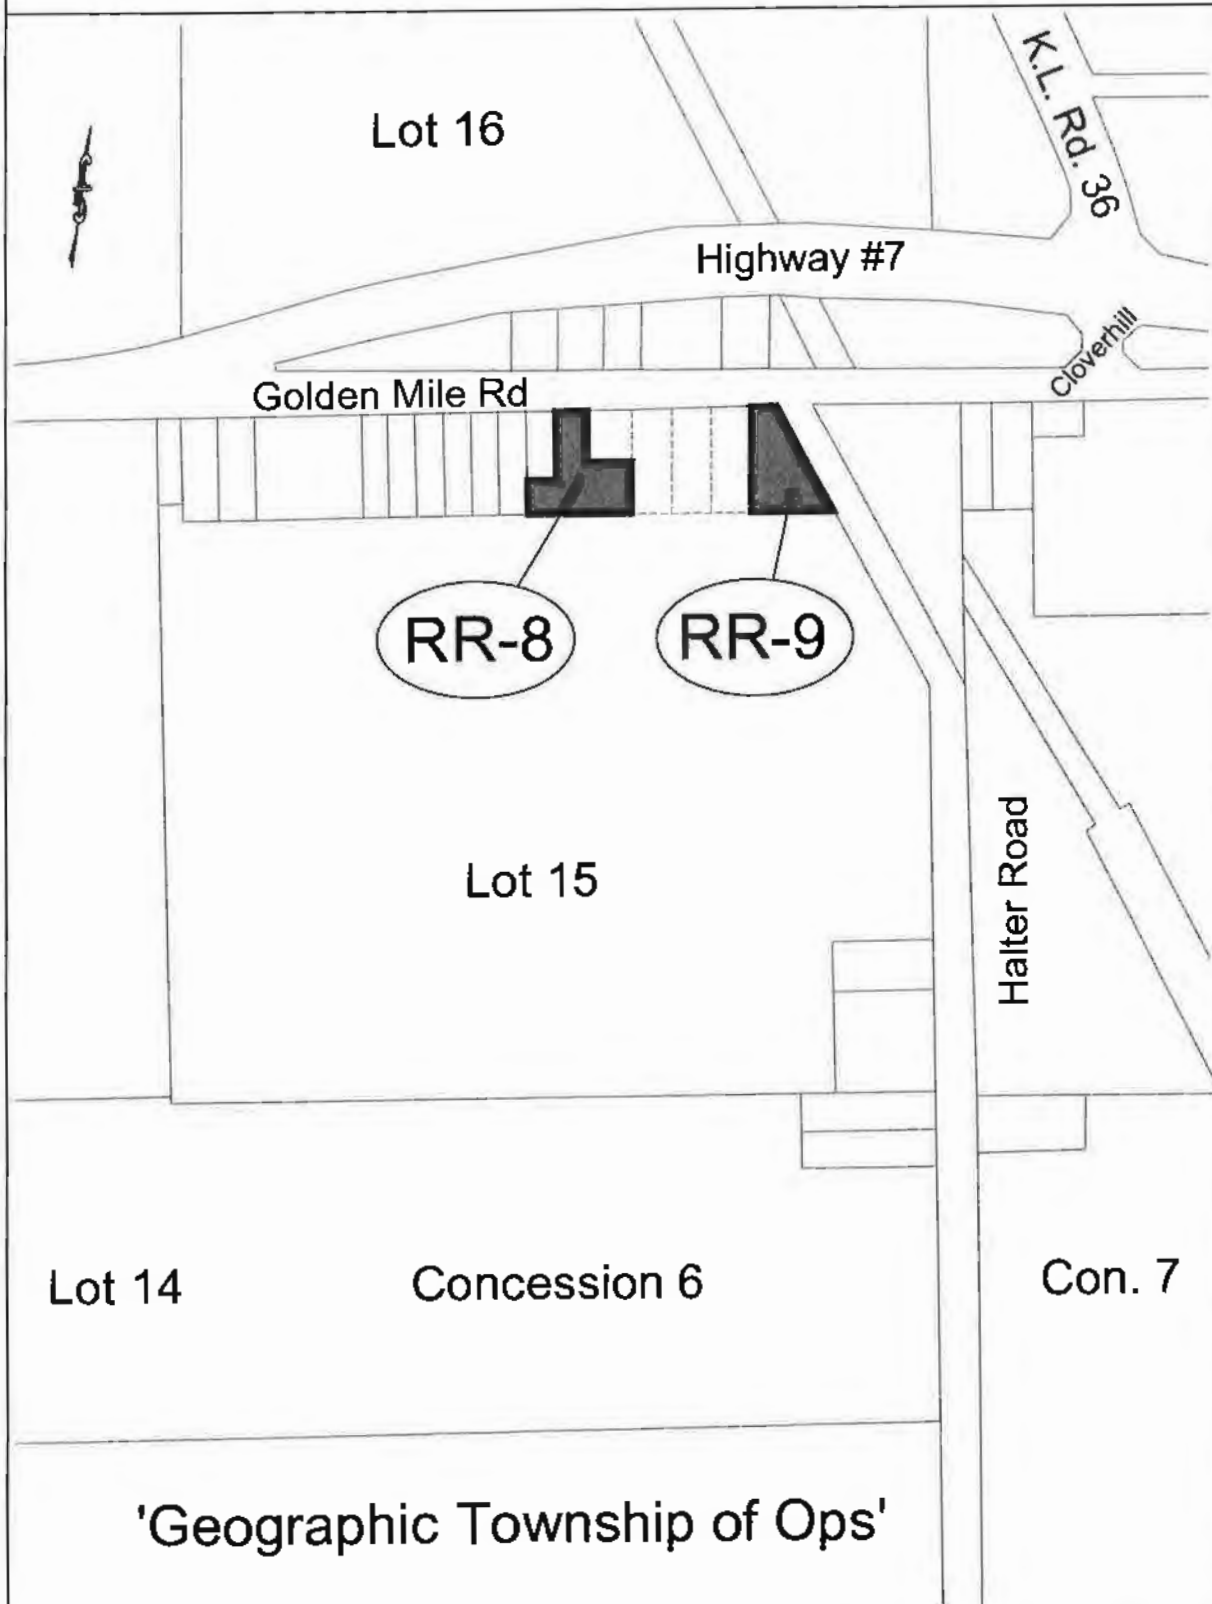 Lot 16
K.L. Rd. 36
Highway #7
Cloverhill
Golden Mile Rd
RR-8
RR-9
Lot 15
Halter Road
Lot 14
Concession 6
Con. 7
'Geographic Township of Ops'